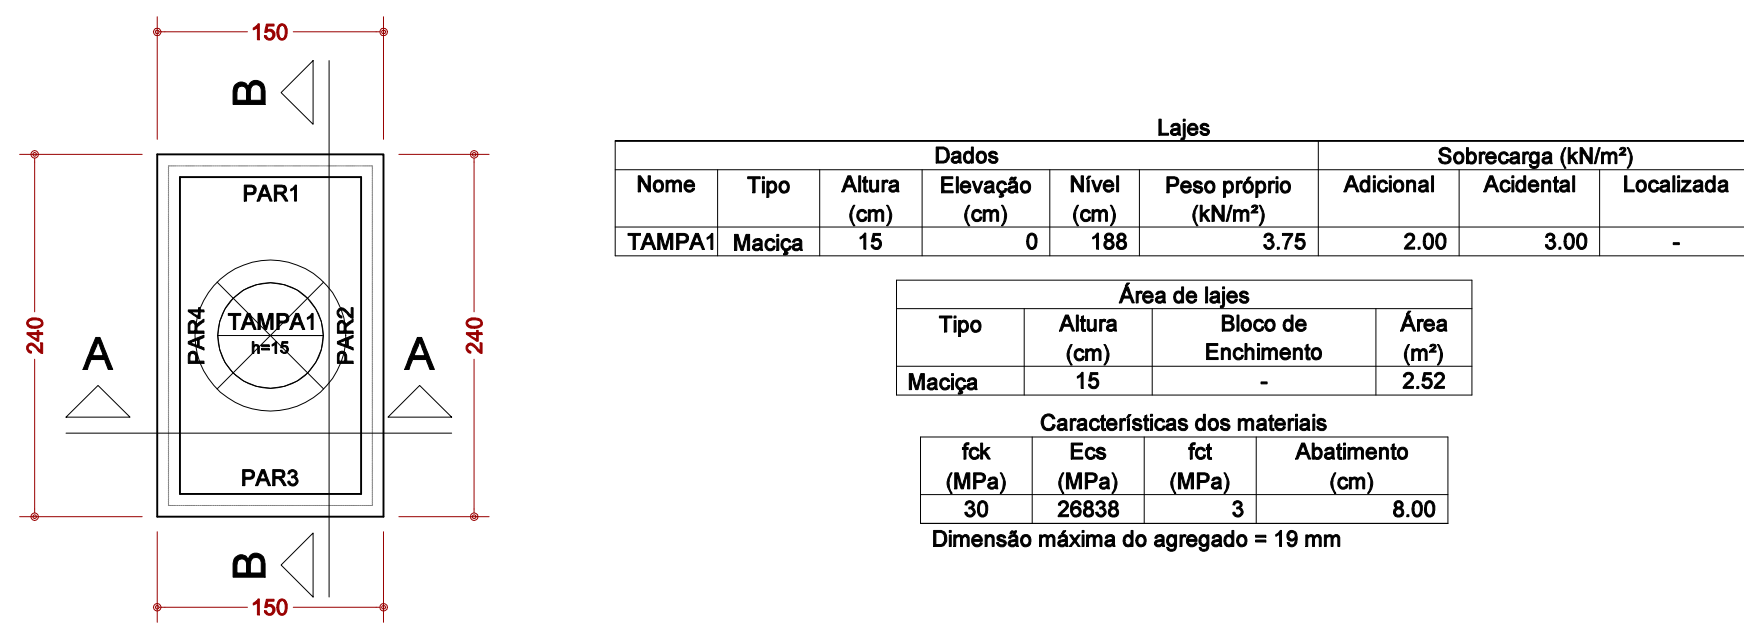 150
B
PAR1
240
PAR4
TAMPA1
h=15
PAR2
240
A
A
PAR3
B
150
Lajes
Dados Sobrecarga (kN/m²)
Nome Tipo Altura Elevação Nível Peso próprio Adicional Acidental Localizada
(cm) (cm) (cm) (kN/m²)
TAMPA1 Maciça 15 0 188 3.75 2.00 3.00 -
Área de lajes
Tipo Altura Bloco de Área
(cm) Enchimento (m²)
Maciça 15 - 2.52
Características dos materiais
fck Ecs fct Abatimento
(MPa) (MPa) (MPa) (cm)
30 26838 3 8.00
Dimensão máxima do agregado = 19 mm